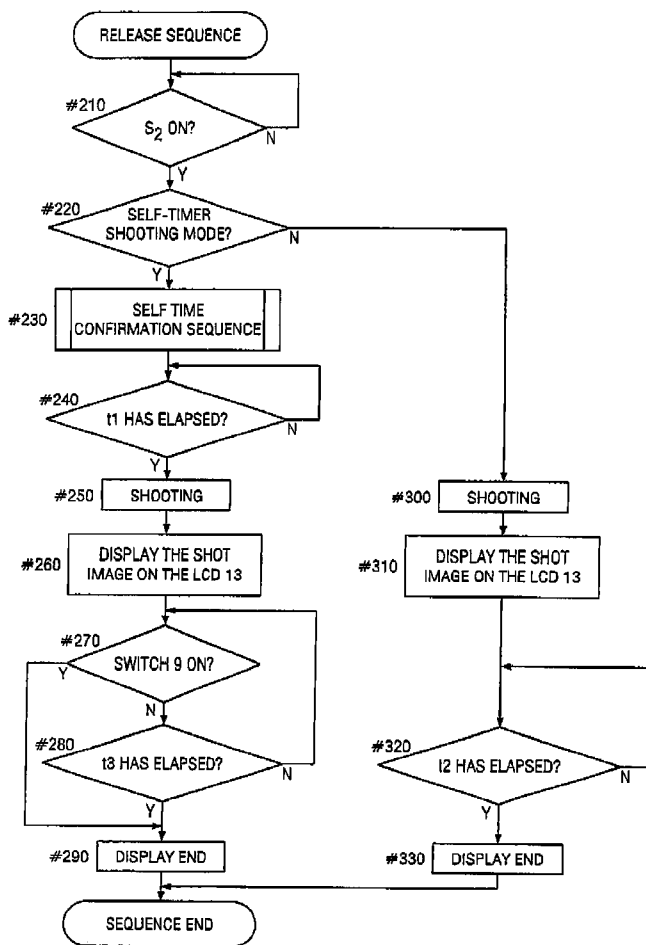 RELEASE SEQUENCE
#210
S2 ON?
N
Y
#220
SELF-TIMER
SHOOTING MODE?
N
Y
#230
SELF TIME
CONFIRMATION SEQUENCE
#240
t1 HAS ELAPSED?
N
Y
#250
SHOOTING
#260
DISPLAY THE SHOT
IMAGE ON THE LCD 13
#270
SWITCH 9 ON?
Y
N
#280
t3 HAS ELAPSED?
N
Y
#290
DISPLAY END
#300
SHOOTING
#310
DISPLAY THE SHOT
IMAGE ON THE LCD 13
#320
t2 HAS ELAPSED?
N
Y
#330
DISPLAY END
SEQUENCE END